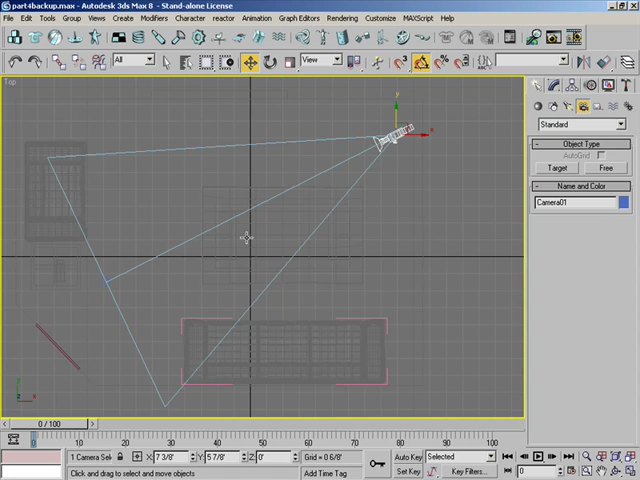 part4backup.max - Autodesk 3ds Max 8 - Stand-alone License
File Edit Tools Group Views Create Modifiers Character reactor Animation Graph Editors Rendering Customize MAXScript Help
All View 3 % ABC
Top
y
x
Standard
- Object Type
AutoGrid
Target Free
- Name and Color
Camera01
y
x
0 / 100
0 10 20 30 40 50 60 70 80 90 100
1 Camera Sel X: 7 3/8' Y: 5 7/8' Z: 0' Grid = 0 6/8' Auto Key Selected
Click and drag to select and move objects Add Time Tag Set Key Key Filters... 0